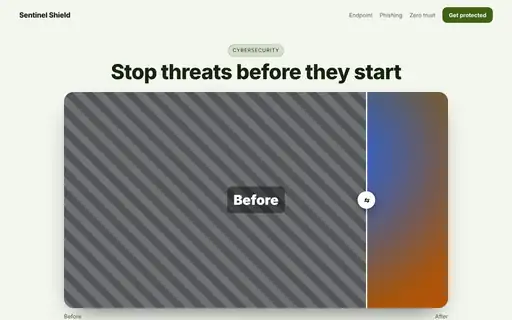 Sentinel Shield
Endpoint Phishing Zero trust Get protected
CYBERSECURITY
Stop threats before they start
Before
Before After